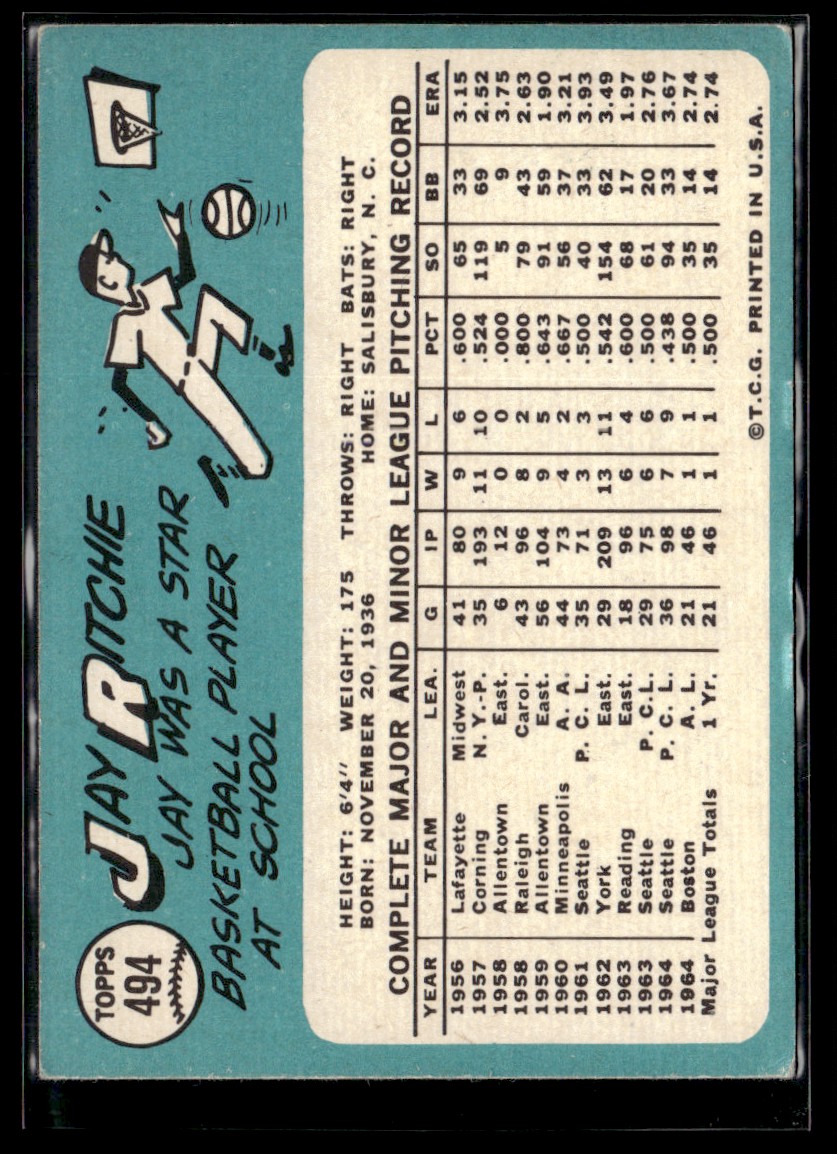 TOPPS
494
JAY RITCHIE
JAY WAS A STAR
BASKETBALL PLAYER
AT SCHOOL
HEIGHT: 6'4" WEIGHT: 175 THROWS: RIGHT BATS: RIGHT
BORN: NOVEMBER 20, 1936 HOME: SALISBURY, N. C.
COMPLETE MAJOR AND MINOR LEAGUE PITCHING RECORD
YEAR TEAM LEA. G IP W L PCT SO BB ERA
1956 Lafayette Midwest 41 80 9 6 .600 65 33 3.15
1957 Corning N. Y.-P. 35 193 11 10 .524 119 69 2.52
1958 Allentown East. 6 12 0 0 .000 5 9 3.75
1958 Raleigh Carol. 43 96 8 2 .800 79 43 2.63
1959 Allentown East. 56 104 9 5 .643 91 59 1.90
1960 Minneapolis A. A. 44 73 4 2 .667 56 37 3.21
1961 Seattle P. C. L. 35 71 3 3 .500 40 33 3.93
1962 York East. 29 209 13 11 .542 154 62 3.49
1963 Reading East. 18 96 6 4 .600 68 17 1.97
1963 Seattle P. C. L. 29 75 6 6 .500 61 20 2.76
1964 Seattle P. C. L. 36 98 7 9 .438 94 33 3.67
1964 Boston A. L. 21 46 1 1 .500 35 14 2.74
Major League Totals 1 Yr. 21 46 1 1 .500 35 14 2.74
©T.C.G. PRINTED IN U.S.A.